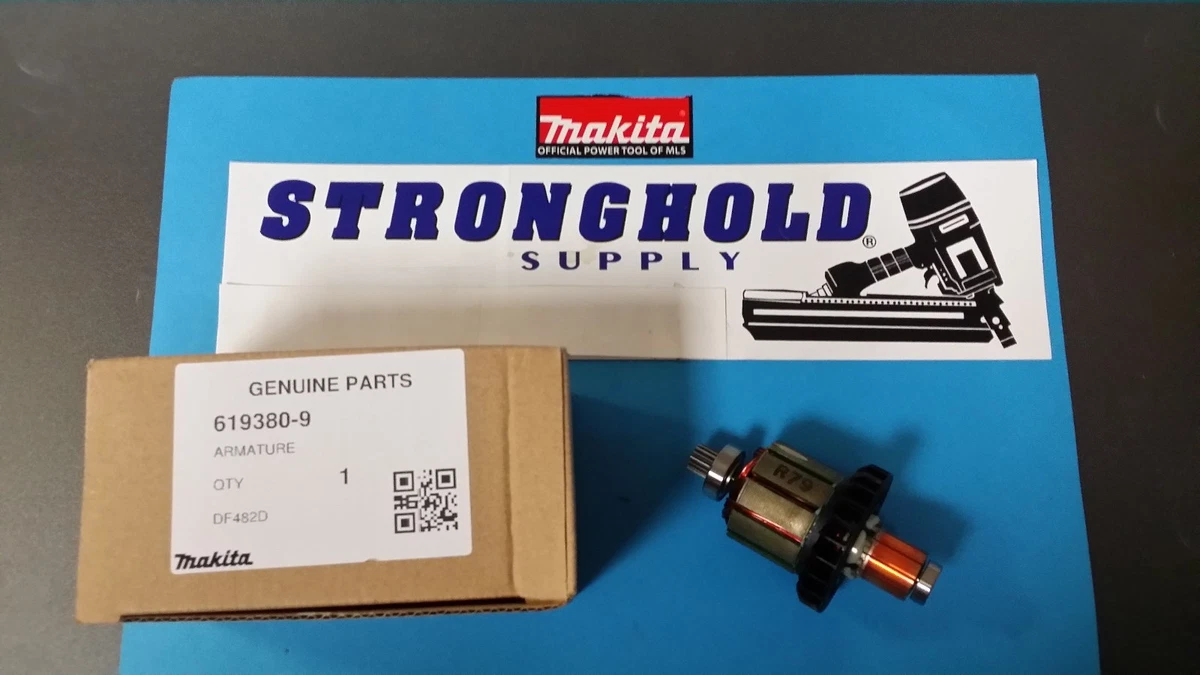 Makita®
OFFICIAL POWER TOOL OF MLS
STRONGHOLD®
SUPPLY
GENUINE PARTS
619380-9
ARMATURE
QTY 1
DF482D
Makita
R79